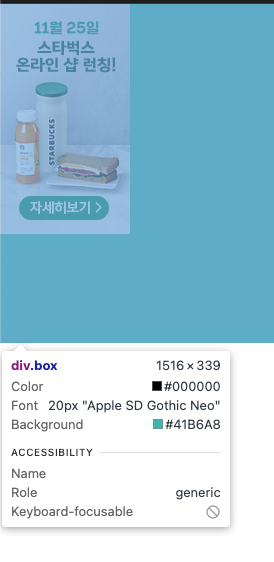 11월 25일
스타벅스
온라인 샵 런칭!
STARBUCKS
자세히보기 >
div.box 1516 × 339
Color #000000
Font 20px "Apple SD Gothic Neo"
Background #41B6A8
ACCESSIBILITY
Name
Role generic
Keyboard-focusable